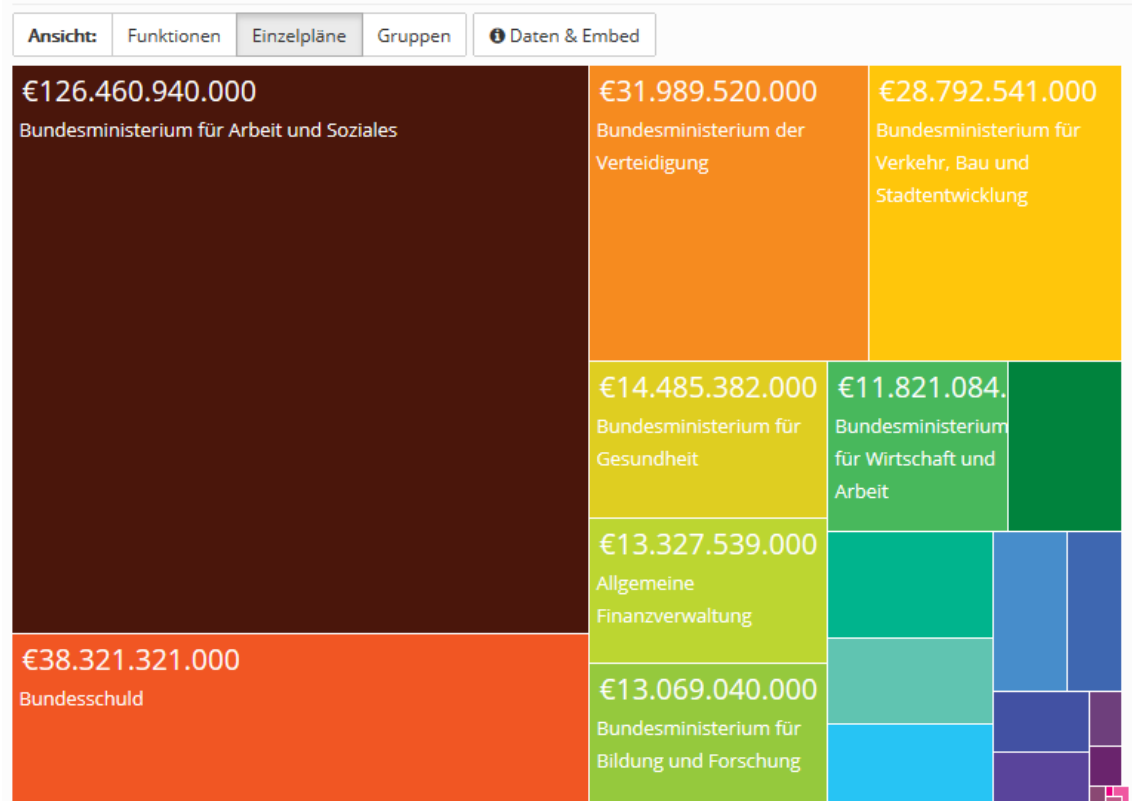 Ansicht: Funktionen Einzelpläne Gruppen Daten & Embed
€126.460.940.000
Bundesministerium für Arbeit und Soziales
€31.989.520.000
Bundesministerium der
Verteidigung
€28.792.541.000
Bundesministerium für
Verkehr, Bau und
Stadtentwicklung
€14.485.382.000
Bundesministerium für
Gesundheit
€11.821.084.
Bundesministerium
für Wirtschaft und
Arbeit
€13.327.539.000
Allgemeine
Finanzverwaltung
€38.321.321.000
Bundesschuld
€13.069.040.000
Bundesministerium für
Bildung und Forschung